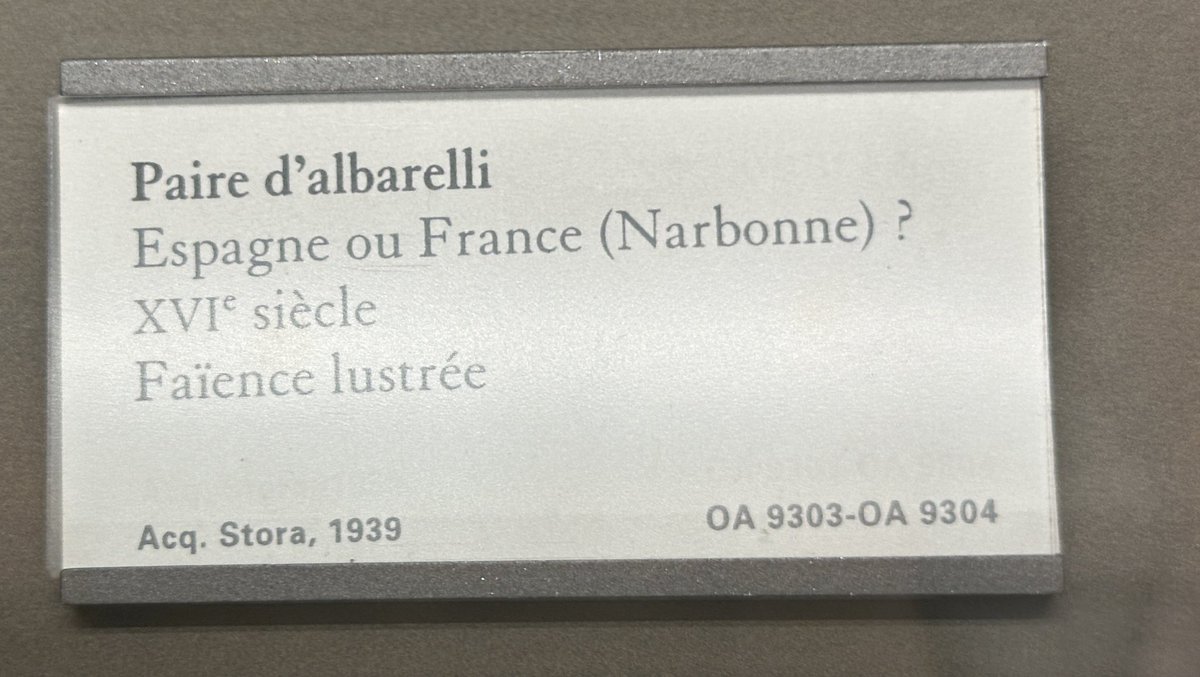 Paire d'albarelli
Espagne ou France (Narbonne) ?
XVIe siècle
Faïence lustrée
Acq. Stora, 1939
OA 9303-OA 9304